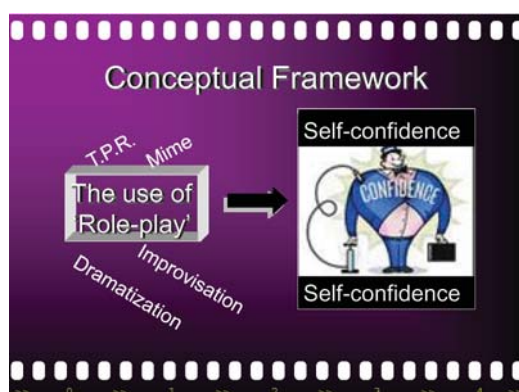 Conceptual Framework
T.P.R.
Mime
The use of
'Role-play'
Improvisation
Dramatization
Self-confidence
CONFIDENCE
Self-confidence